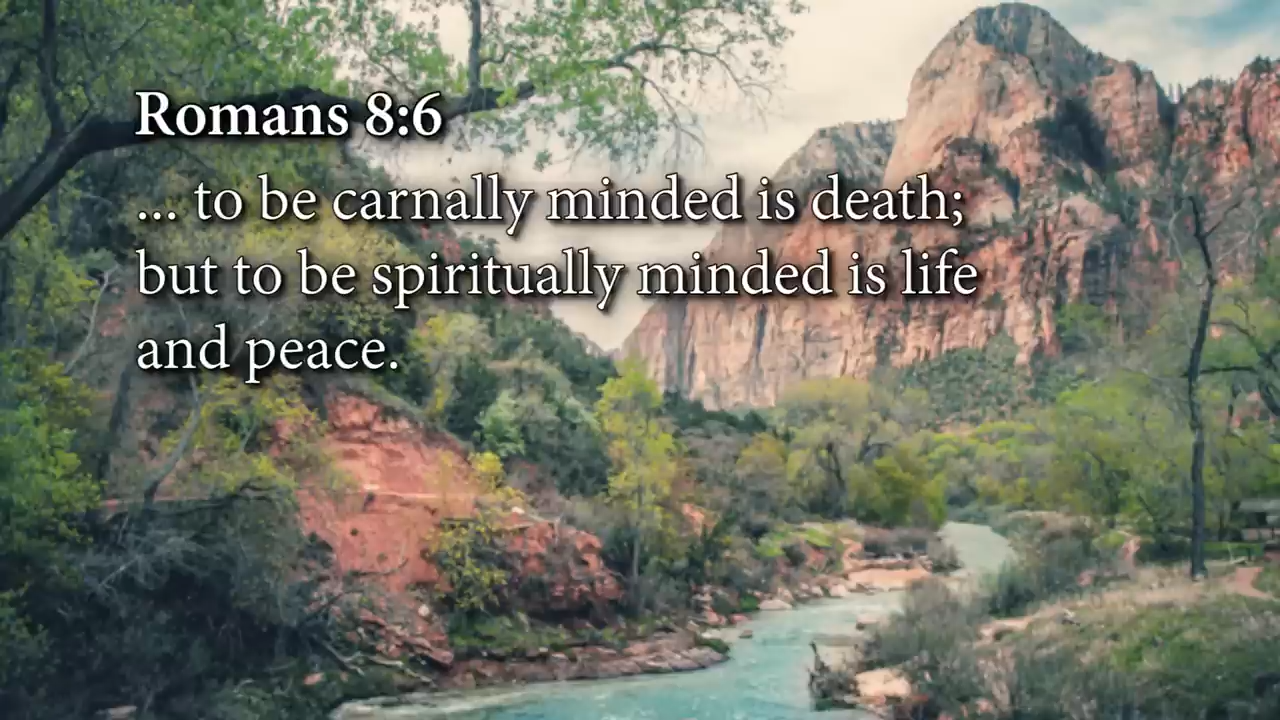 Romans 8:6
... to be carnally minded is death;
but to be spiritually minded is life
and peace.